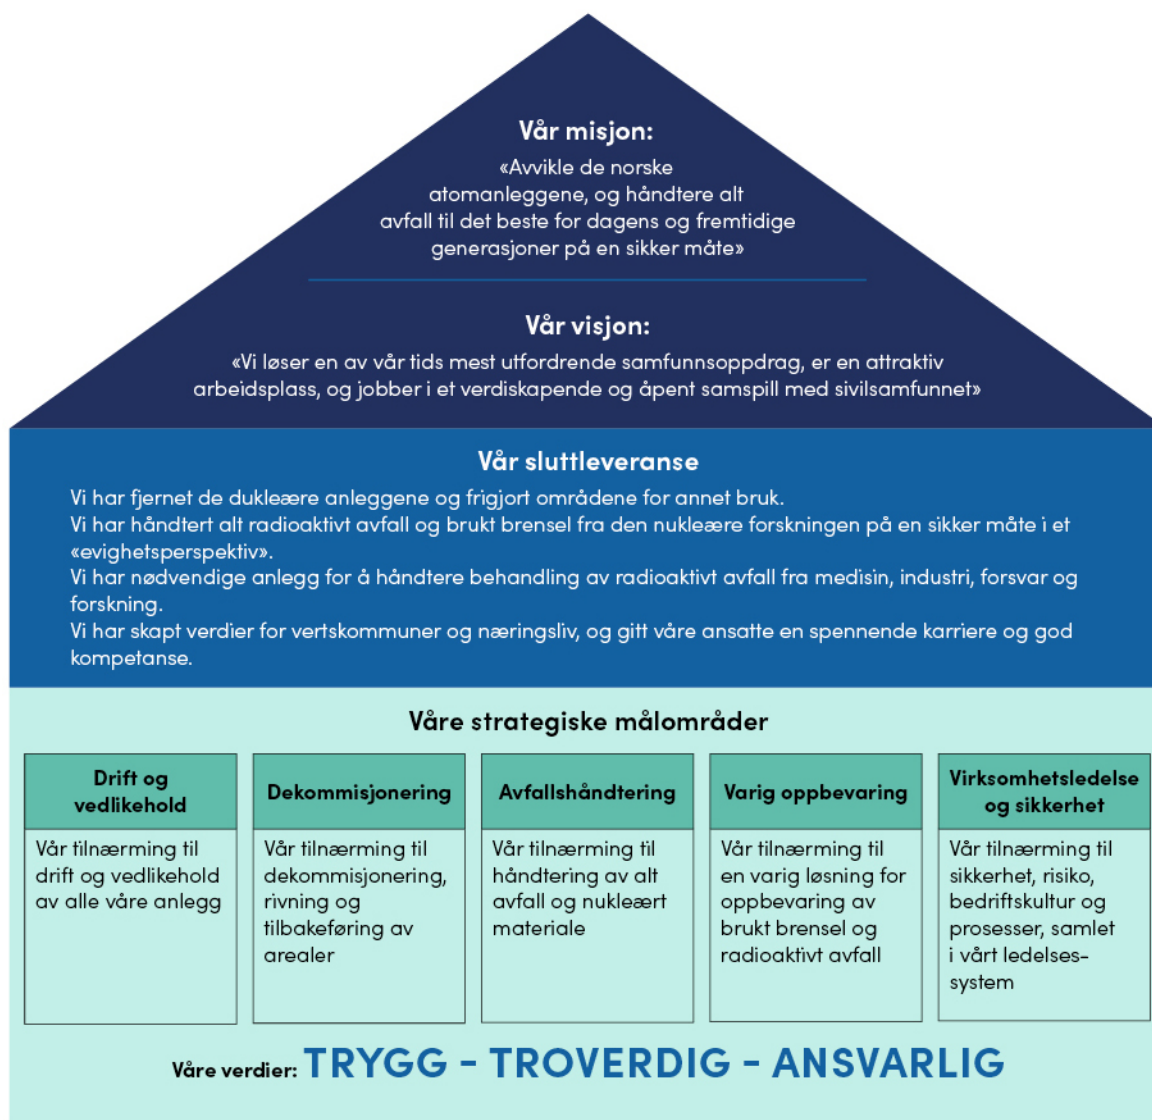 Vår misjon:
«Avvikle de norske
atomanleggene, og håndtere alt
avfall til det beste for dagens og fremtidige
generasjoner på en sikker måte»
Vår visjon:
«Vi løser en av vår tids mest utfordrende samfunnsoppdrag, er en attraktiv
arbeidsplass, og jobber i et verdiskapende og åpent samspill med sivilsamfunnet»
Vår sluttleveranse
Vi har fjernet de dukleære anleggene og frigjort områdene for annet bruk.
Vi har håndtert alt radioaktivt avfall og brukt brensel fra den nukleære forskningen på en sikker måte i et
«evighetsperspektiv».
Vi har nødvendige anlegg for å håndtere behandling av radioaktivt avfall fra medisin, industri, forsvar og
forskning.
Vi har skapt verdier for vertskommuner og næringsliv, og gitt våre ansatte en spennende karriere og god
kompetanse.
Våre strategiske målområder
Drift og
vedlikehold
Vår tilnærming til
drift og vedlikehold
av alle våre anlegg
Dekommisjonering
Vår tilnærming til
dekommisjonering,
rivning og
tilbakeføring av
arealer
Avfallshåndtering
Vår tilnærming til
håndtering av alt
avfall og nukleært
materiale
Varig oppbevaring
Vår tilnærming til
en varig løsning for
oppbevaring av
brukt brensel og
radioaktivt avfall
Virksomhetsledelse
og sikkerhet
Vår tilnærming til
sikkerhet, risiko,
bedriftskultur og
prosesser, samlet
i vårt ledelses-
system
Våre verdier: TRYGG - TROVERDIG - ANSVARLIG